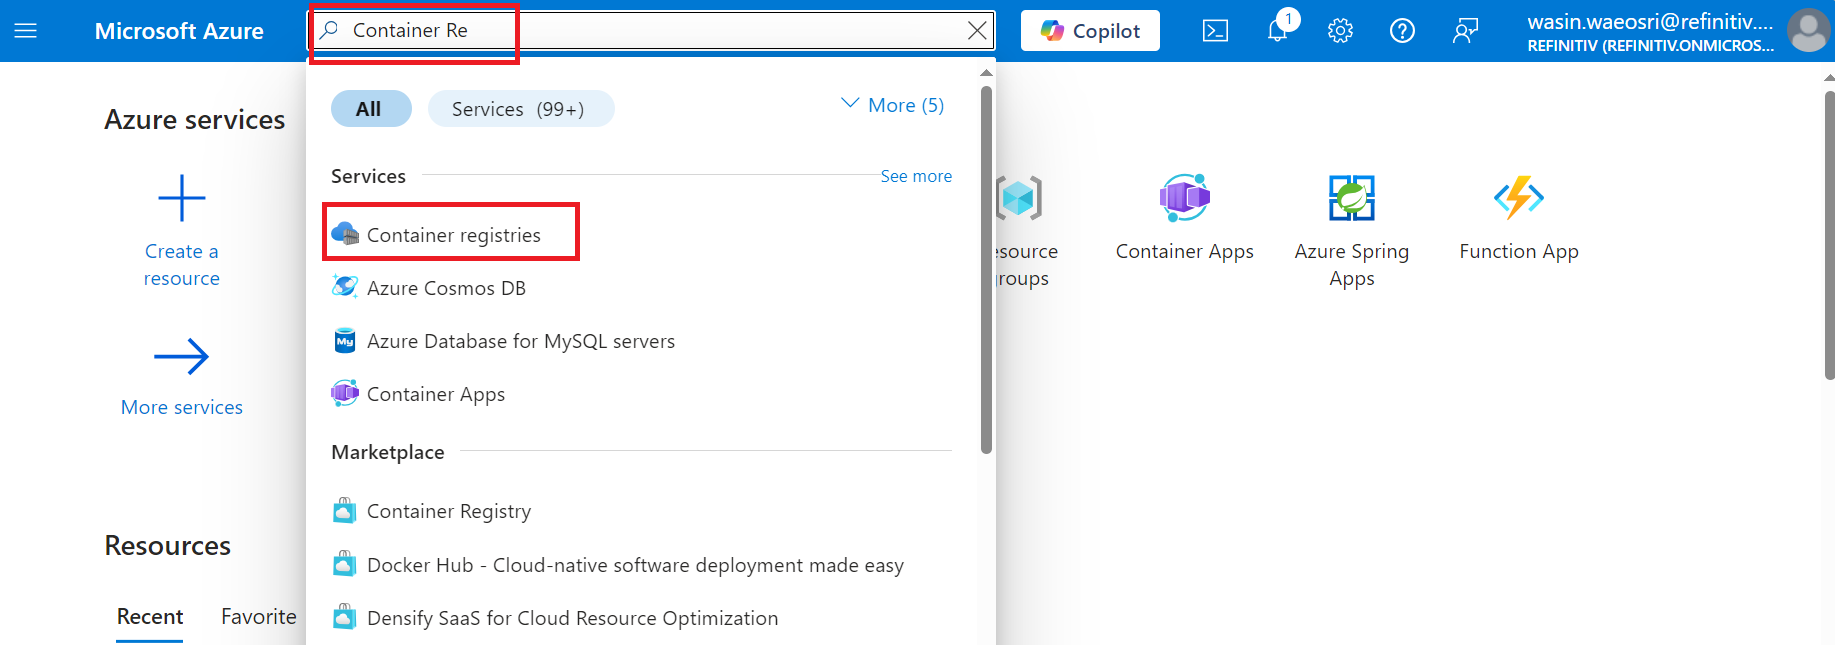 Microsoft Azure
Container Re
Copilot
1
wasin.waeosri@refinitiv....
REFINITIV (REFINITIV.ONMICROS...
All
Services (99+)
More (5)
Services
See more
Container registries
Azure Cosmos DB
My
Azure Database for MySQL servers
Container Apps
Marketplace
Container Registry
Docker Hub - Cloud-native software deployment made easy
Densify SaaS for Cloud Resource Optimization
Azure services
Create a
resource
esource
roups
Container Apps
Azure Spring
Apps
Function App
More services
Resources
Recent
Favorite